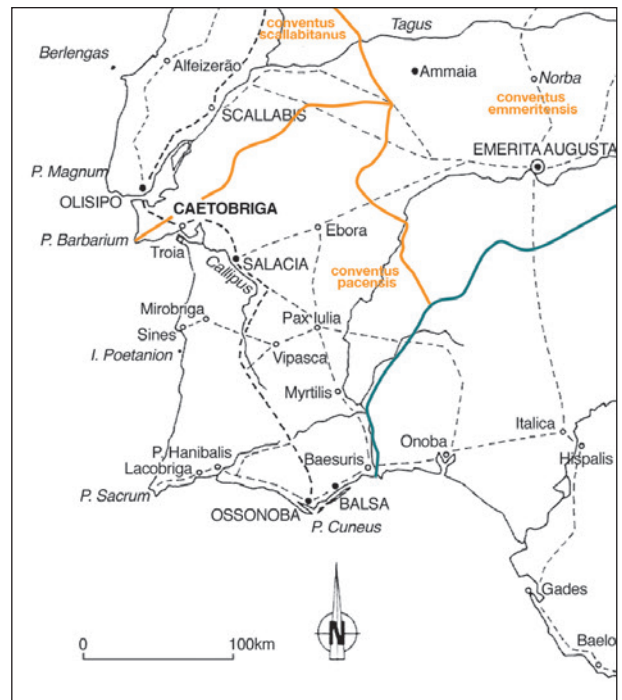 conventus
scallabitanus
Tagus
Berlengas
Alfeizerão
Ammaia
Norba
conventus
emmeritensis
SCALLABIS
EMERITA AUGUSTA
P. Magnum
OLISIPO
CAETOBRIGA
P. Barbarium
Ebora
Troia
SALACIA
Callipus
conventus
pacensis
Mirobriga
Pax Iulia
Sines
I. Poetanion
Vipasca
Myrtilis
Italica
P. Hanibalis
Onoba
Lacobriga
Baesuris
Hispalis
P. Sacrum
BALSA
OSSONOBA
P. Cuneus
Gades
N
0
100km
Baelo